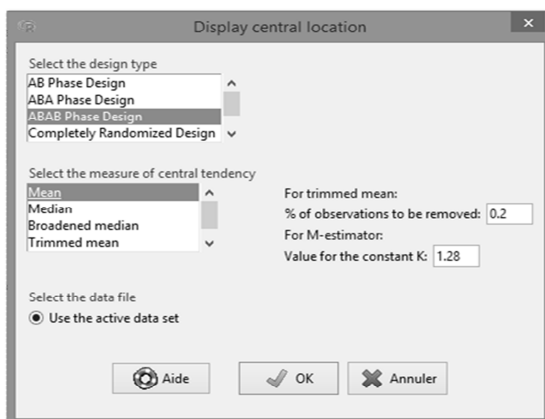 Display central location
Select the design type
AB Phase Design
ABA Phase Design
ABAB Phase Design
Completely Randomized Design
Select the measure of central tendency
Mean
Median
Broadened median
Trimmed mean
For trimmed mean:
% of observations to be removed: 0.2
For M-estimator:
Value for the constant K: 1.28
Select the data file
Use the active data set
Aide
OK
Annuler